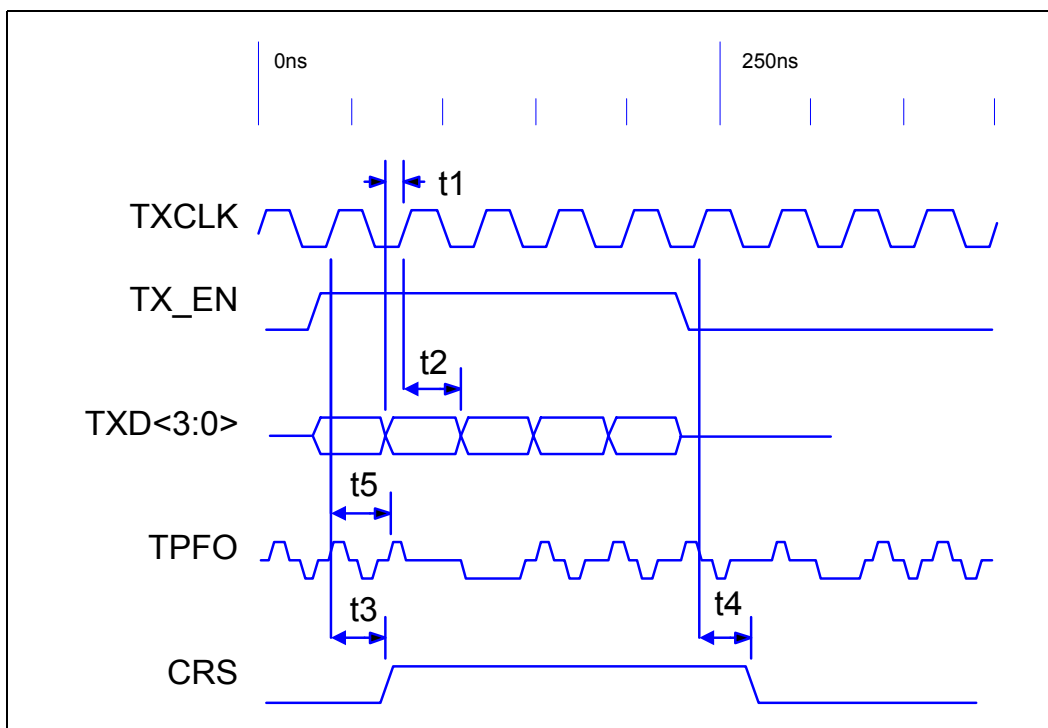 0ns
250ns
t1
TXCLK
TX_EN
t2
TXD<3:0>
t5
TPFO
t3
t4
CRS